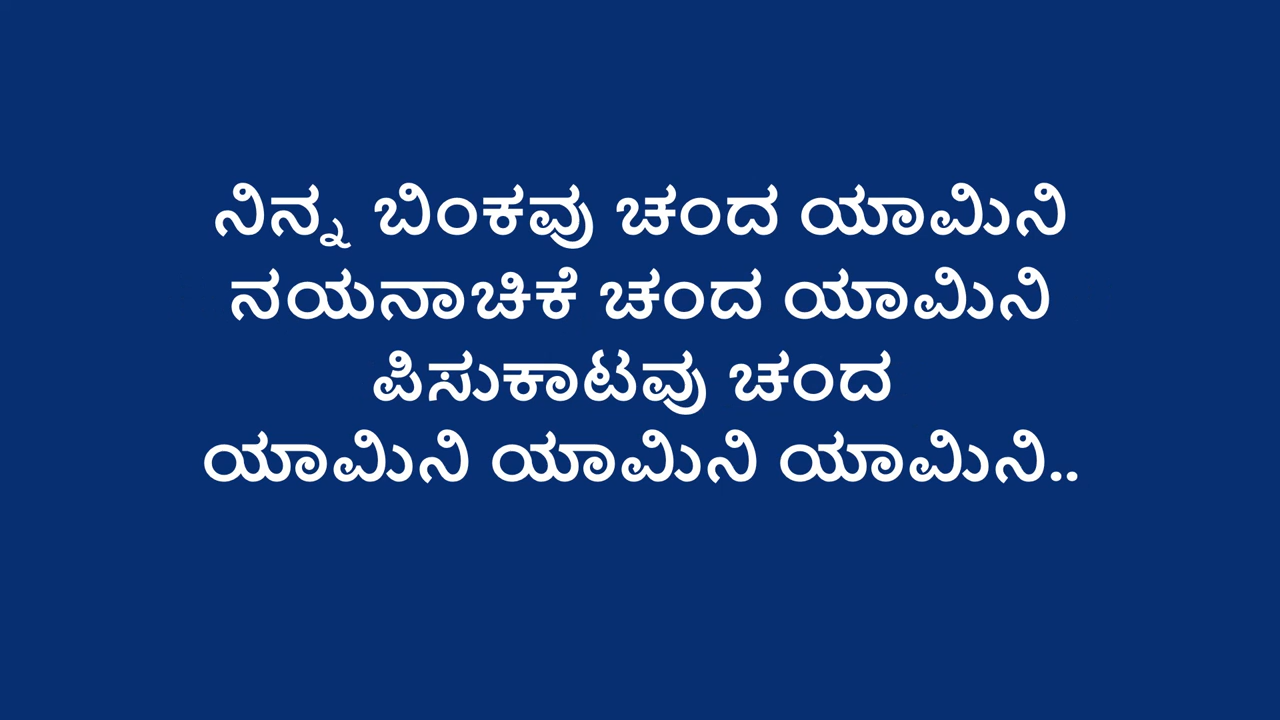 ನಿನ್ನ ಬಿಂಕವು ಚಂದ ಯಾಮಿನಿ
ನಯನಾಚಿಕೆ ಚಂದ ಯಾಮಿನಿ
ಪಿಸುಕಾಟವು ಚಂದ
ಯಾಮಿನಿ ಯಾಮಿನಿ ಯಾಮಿನಿ..